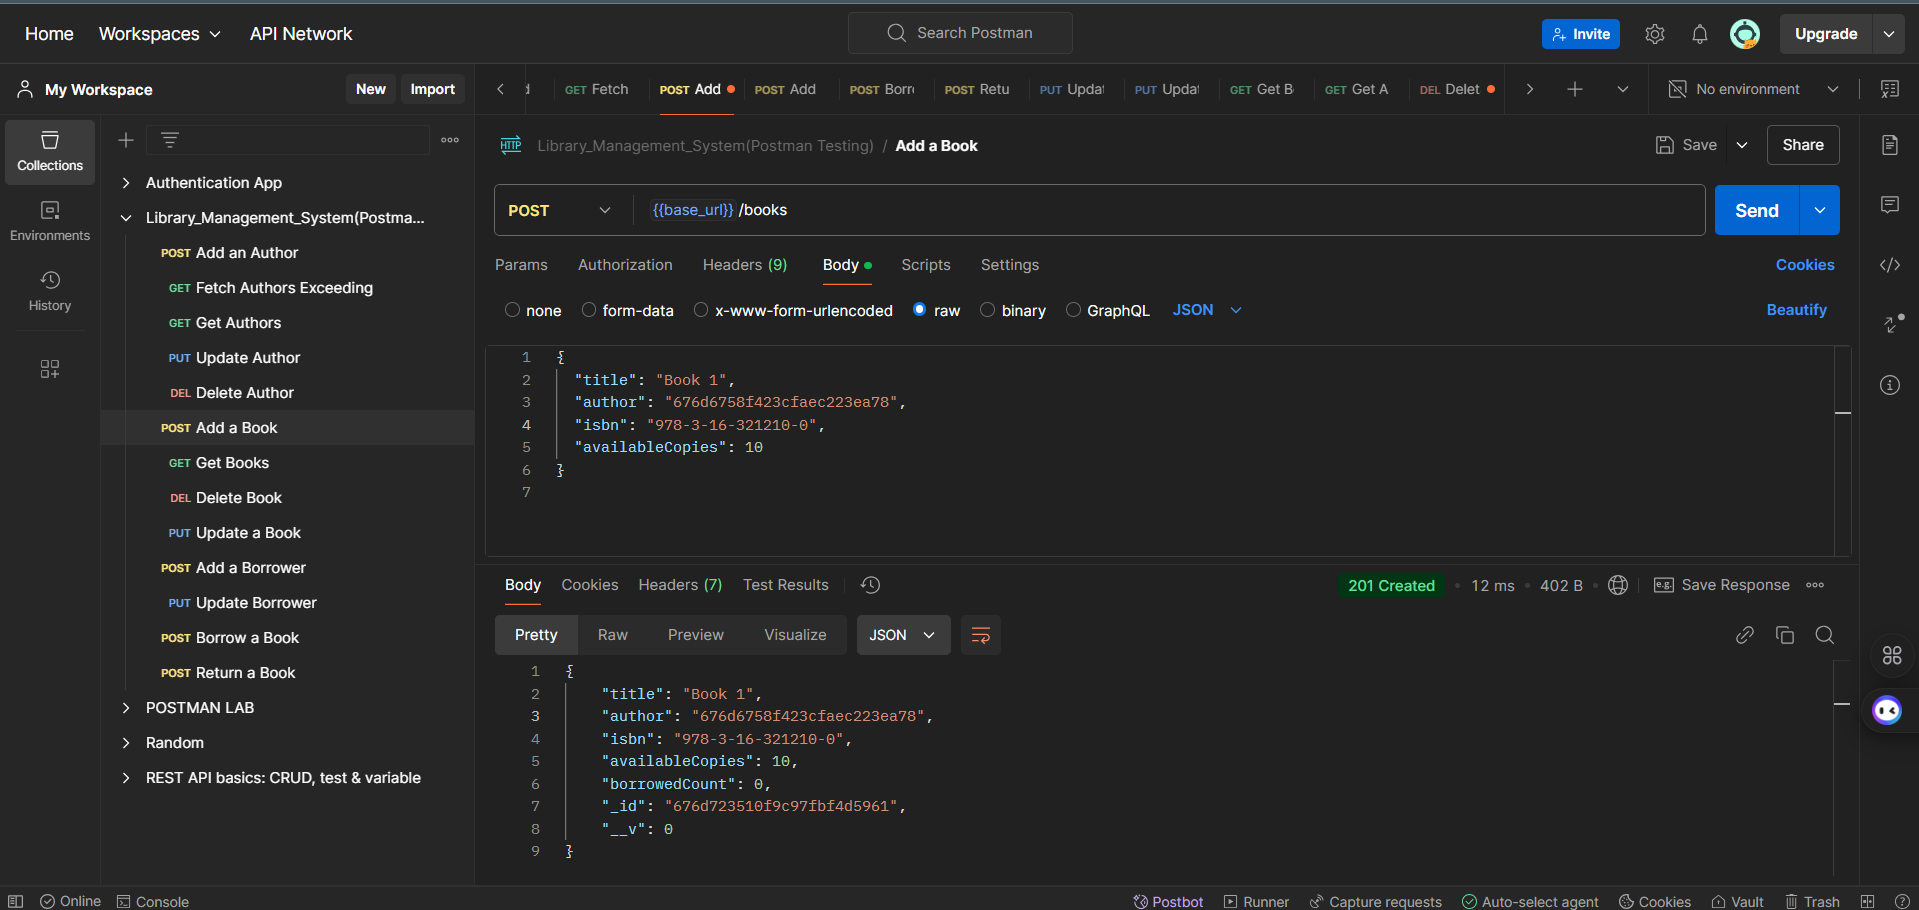 Home Workspaces API Network Search Postman Invite Upgrade
My Workspace New Import
GET Fetch POST Add POST Add POST Borr POST Retu PUT Updat PUT Updat GET Get B GET Get A DEL Delet No environment
Collections
Environments
History
Authentication App
Library_Management_System(Postma...
POST Add an Author
GET Fetch Authors Exceeding
GET Get Authors
PUT Update Author
DEL Delete Author
POST Add a Book
GET Get Books
DEL Delete Book
PUT Update a Book
POST Add a Borrower
PUT Update Borrower
POST Borrow a Book
POST Return a Book
POSTMAN LAB
Random
REST API basics: CRUD, test & variable
HTTP Library_Management_System(Postman Testing) / Add a Book Save Share
POST {{base_url}} /books Send
Params Authorization Headers (9) Body Scripts Settings Cookies
none form-data x-www-form-urlencoded raw binary GraphQL JSON Beautify
1 {
2 "title": "Book 1",
3 "author": "676d6758f423cfaec223ea78",
4 "isbn": "978-3-16-321210-0",
5 "availableCopies": 10
6 }
7
Body Cookies Headers (7) Test Results 201 Created 12 ms 402 B e.g. Save Response
Pretty Raw Preview Visualize JSON
1 {
2 "title": "Book 1",
3 "author": "676d6758f423cfaec223ea78",
4 "isbn": "978-3-16-321210-0",
5 "availableCopies": 10,
6 "borrowedCount": 0,
7 "_id": "676d723510f9c97fbf4d5961",
8 "__v": 0
9 }
Online Console Postbot Runner Capture requests Auto-select agent Cookies Vault Trash